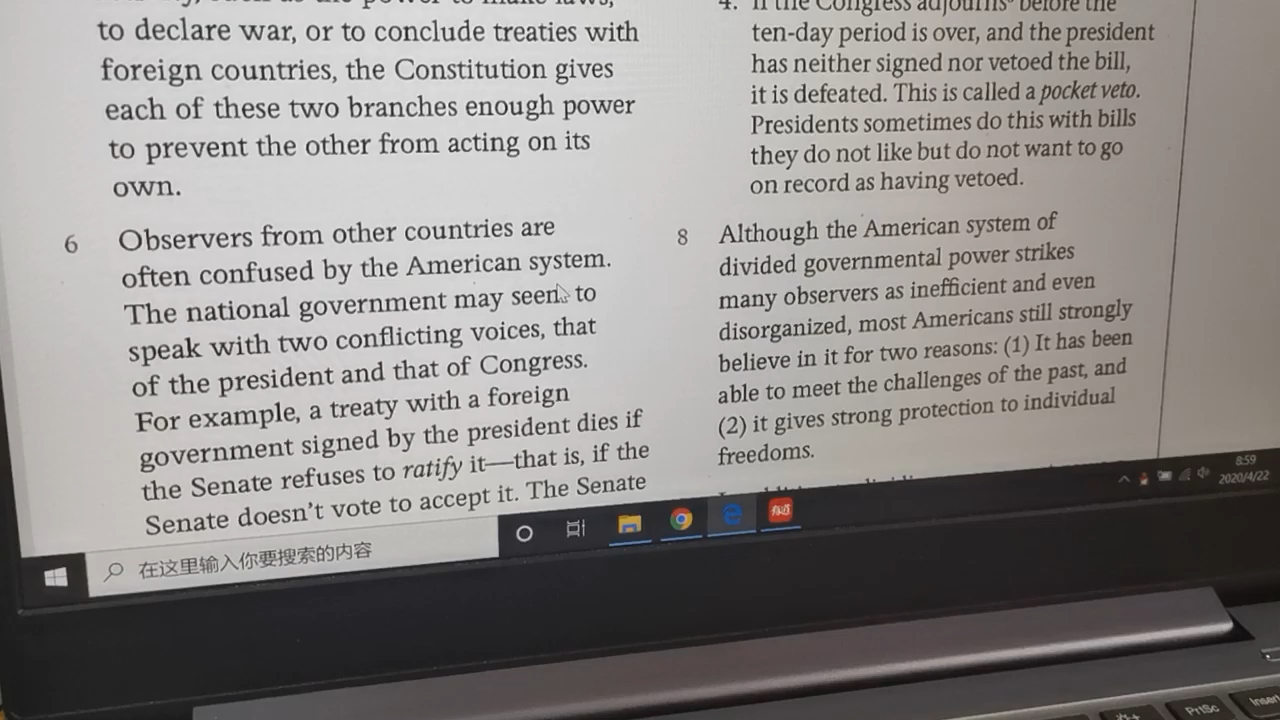 to declare war, or to conclude treaties with
foreign countries, the Constitution gives
each of these two branches enough power
to prevent the other from acting on its
own.
6 Observers from other countries are
often confused by the American system.
The national government may seem to
speak with two conflicting voices, that
of the president and that of Congress.
For example, a treaty with a foreign
government signed by the president dies if
the Senate refuses to ratify it—that is, if the
Senate doesn't vote to accept it. The Senate
4. If the Congress adjourns before the
ten-day period is over, and the president
has neither signed nor vetoed the bill,
it is defeated. This is called a pocket veto.
Presidents sometimes do this with bills
they do not like but do not want to go
on record as having vetoed.
8 Although the American system of
divided governmental power strikes
many observers as inefficient and even
disorganized, most Americans still strongly
believe in it for two reasons: (1) It has been
able to meet the challenges of the past, and
(2) it gives strong protection to individual
freedoms.
在这里输入你要搜索的内容
有道
8:59
2020/4/22
PrtSc
Insert